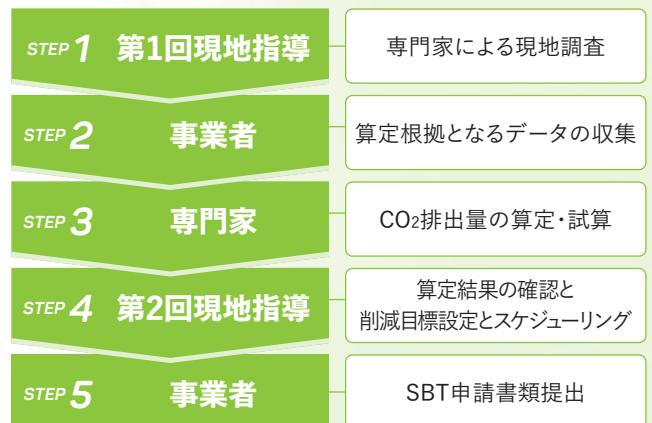 STEP 1 第1回現地指導
専門家による現地調査
STEP 2 事業者
算定根拠となるデータの収集
STEP 3 専門家
CO₂排出量の算定・試算
STEP 4 第2回現地指導
算定結果の確認と
削減目標設定とスケジューリング
STEP 5 事業者
SBT申請書類提出